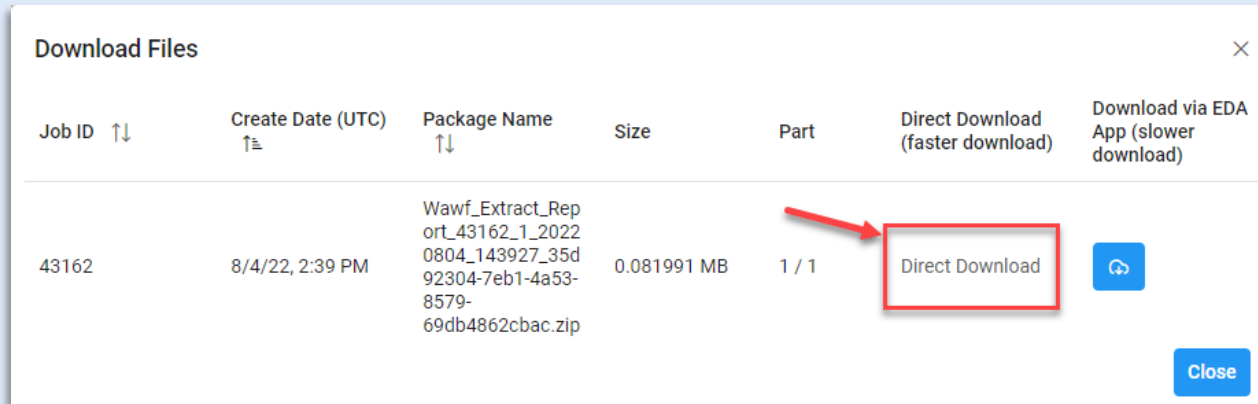 Download Files
Job ID
Create Date (UTC)
Package Name
Size
Part
Direct Download
(faster download)
Download via EDA
App (slower
download)
43162
8/4/22, 2:39 PM
Wawf_Extract_Rep
ort_43162_1_2022
0804_143927_35d
92304-7eb1-4a53-
8579-
69db4862cbac.zip
0.081991 MB
1 / 1
Direct Download
Close